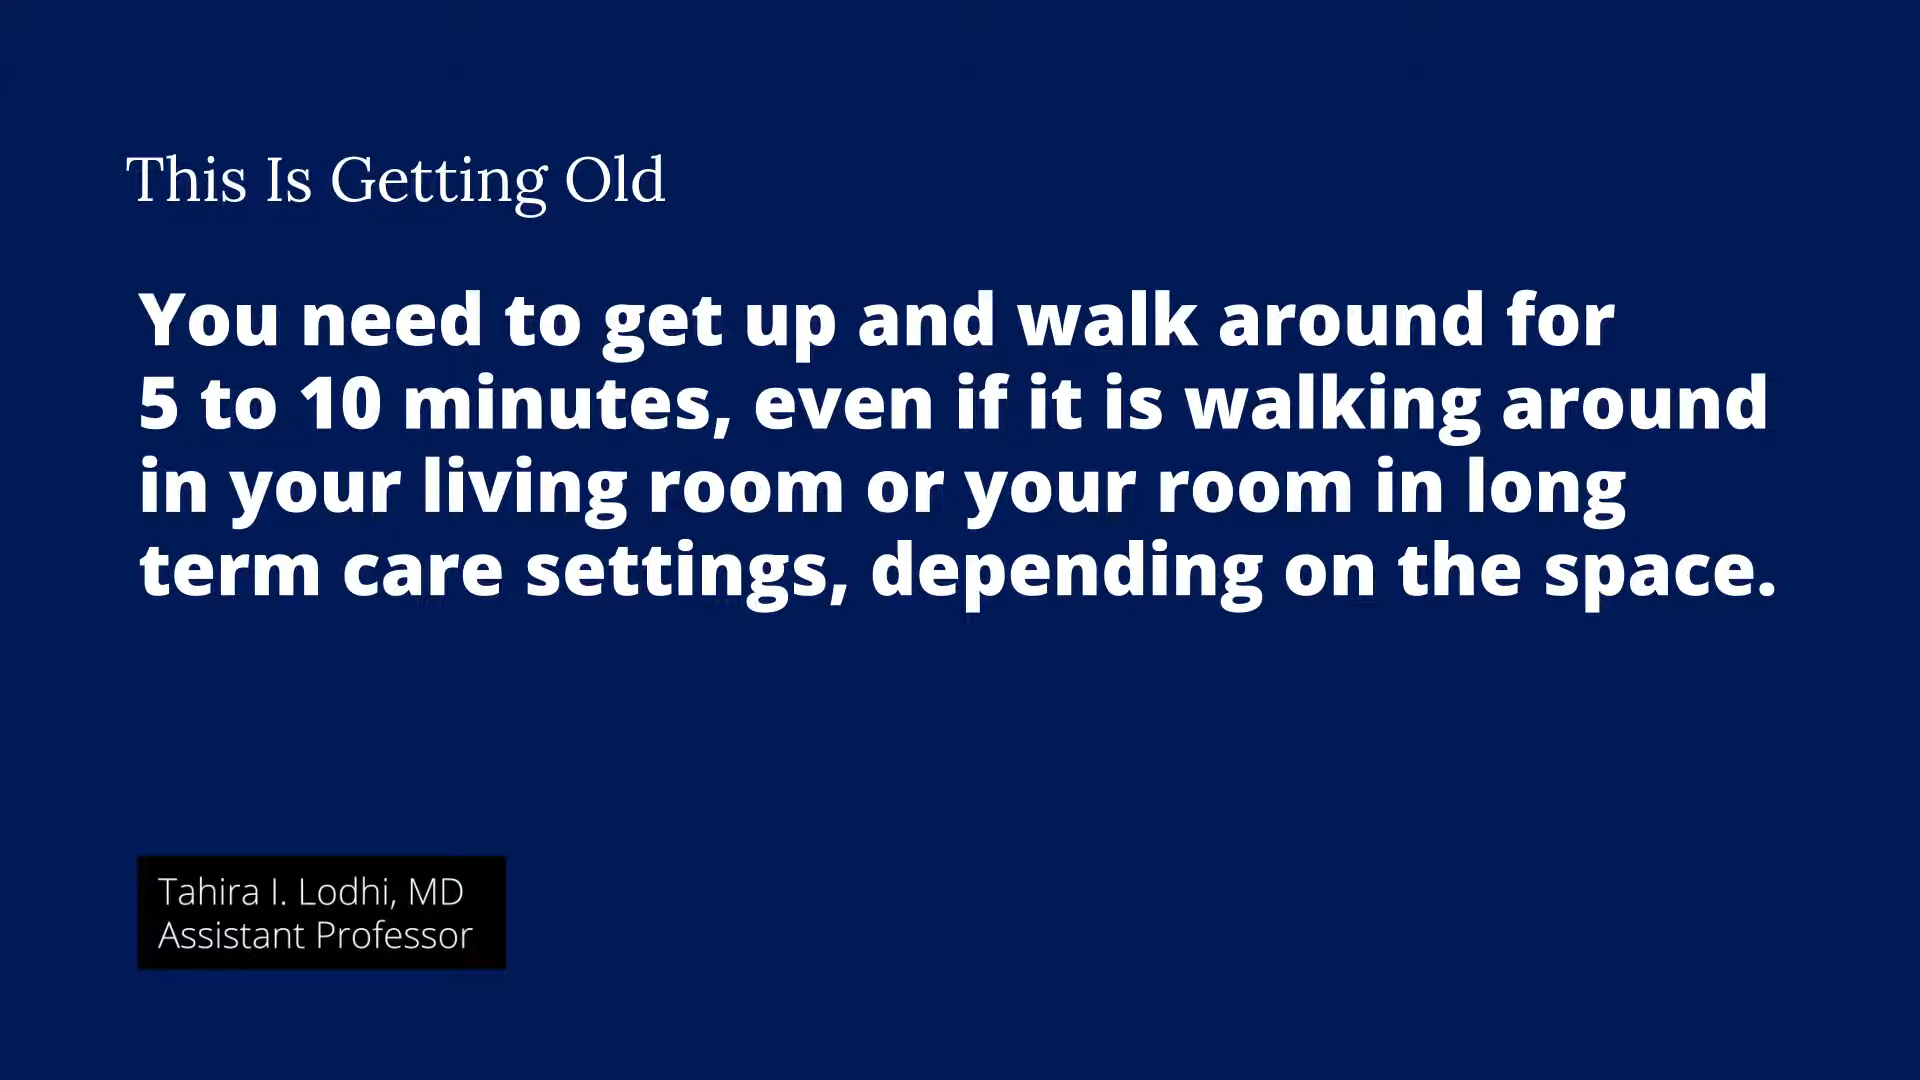 This Is Getting Old
You need to get up and walk around for
5 to 10 minutes, even if it is walking around
in your living room or your room in long
term care settings, depending on the space.
Tahira I. Lodhi, MD
Assistant Professor